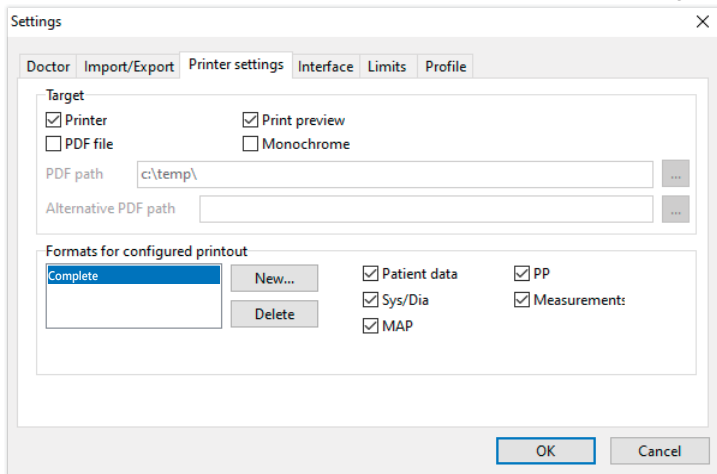 Settings
Doctor Import/Export Printer settings Interface Limits Profile
Target
Printer Print preview
PDF file Monochrome
PDF path c:\temp\ ...
Alternative PDF path ...
Formats for configured printout
Complete New... Patient data PP
Sys/Dia Measurements
Delete MAP
OK Cancel